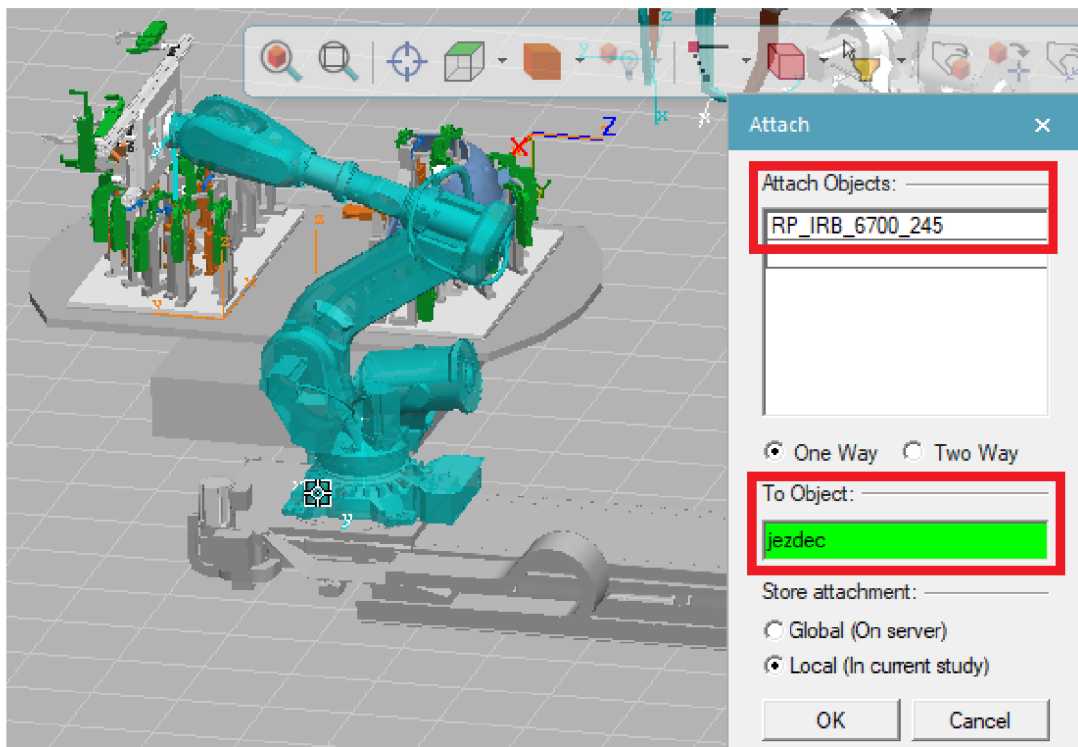 Attach
Attach Objects:
RP_IRB_6700_245
One Way Two Way
To Object:
jezdec
Store attachment:
Global (On server)
Local (In current study)
OK Cancel
X Z
z
x
z
y
y
y